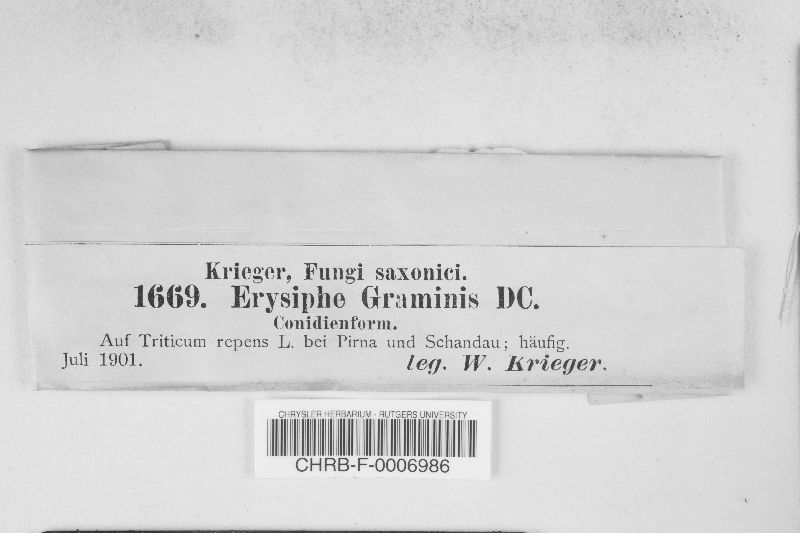 Krieger, Fungi saxonici.
1669. Erysiphe Graminis DC.
Conidienform.
Auf Triticum repens L. bei Pirna und Schandau; häufig.
Juli 1901. leg. W. Krieger.
CHRYSLER HERBARIUM - RUTGERS UNIVERSITY
CHRB-F-0006986